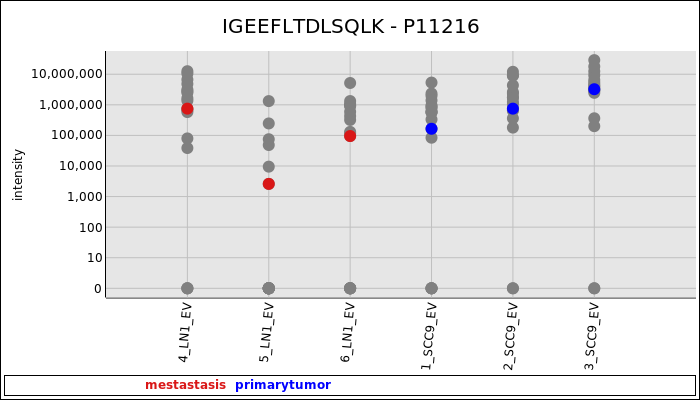 IGEEFLTDLSQLK - P11216
intensity
10,000,000
1,000,000
100,000
10,000
1,000
100
10
0
4_LN1_EV
5_LN1_EV
6_LN1_EV
1_SCC9_EV
2_SCC9_EV
3_SCC9_EV
mestastasis primarytumor